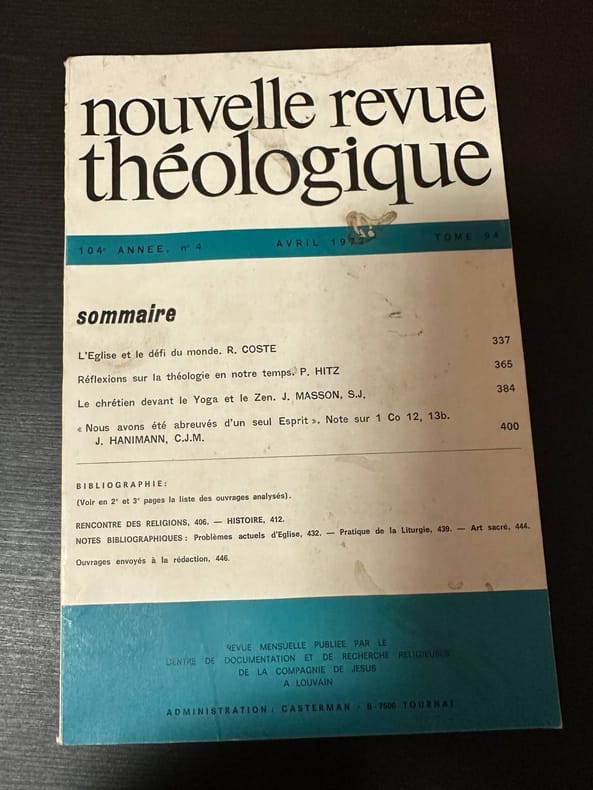 nouvelle revue
théologique
104e ANNEE, n° 4 AVRIL 1972 TOME 94
sommaire
L'Eglise et le défi du monde. R. COSTE 337
Réflexions sur la théologie en notre temps. P. HITZ 365
Le chrétien devant le Yoga et le Zen. J. MASSON, S.J. 384
« Nous avons été abreuvés d'un seul Esprit ». Note sur 1 Co 12, 13b.
J. HANIMANN, C.J.M. 400
BIBLIOGRAPHIE:
(Voir en 2e et 3e pages la liste des ouvrages analysés).
RENCONTRE DES RELIGIONS, 406. — HISTOIRE, 412.
NOTES BIBLIOGRAPHIQUES: Problèmes actuels d'Eglise, 432. — Pratique de la Liturgie, 439. — Art sacré, 444.
Ouvrages envoyés à la rédaction, 446.
REVUE MENSUELLE PUBLIEE PAR LE
CENTRE DE DOCUMENTATION ET DE RECHERCHE RELIGIEUSES
DE LA COMPAGNIE DE JESUS
A LOUVAIN
ADMINISTRATION: CASTERMAN - B-7500 TOURNAI